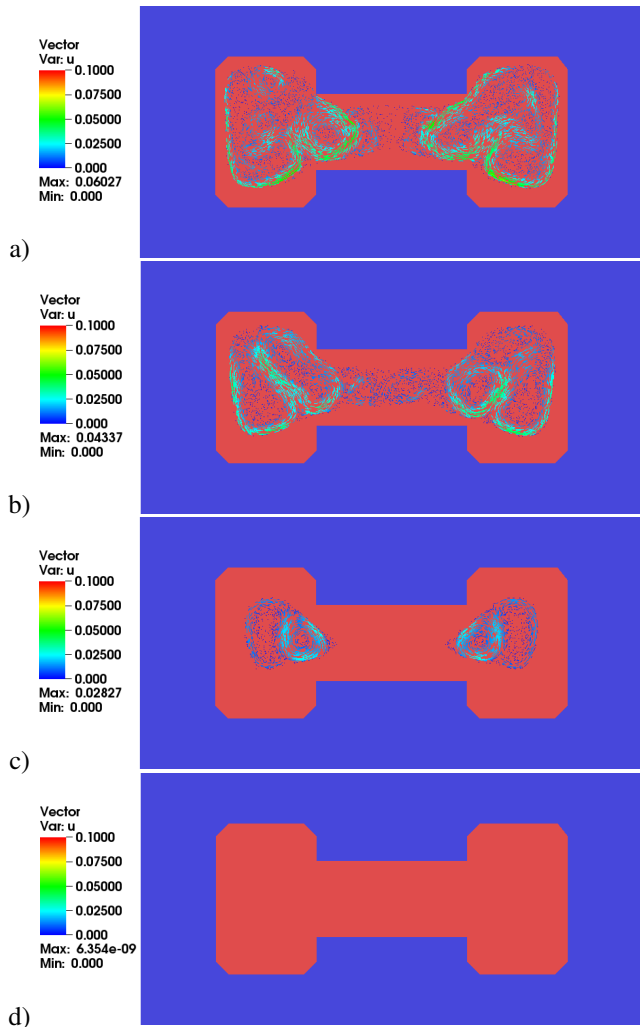 Vector
Var: u
0.1000
0.07500
0.05000
0.02500
0.000
Max: 0.06027
Min: 0.000
a)
Vector
Var: u
0.1000
0.07500
0.05000
0.02500
0.000
Max: 0.04337
Min: 0.000
b)
Vector
Var: u
0.1000
0.07500
0.05000
0.02500
0.000
Max: 0.02827
Min: 0.000
c)
Vector
Var: u
0.1000
0.07500
0.05000
0.02500
0.000
Max: 6.354e-09
Min: 0.000
d)